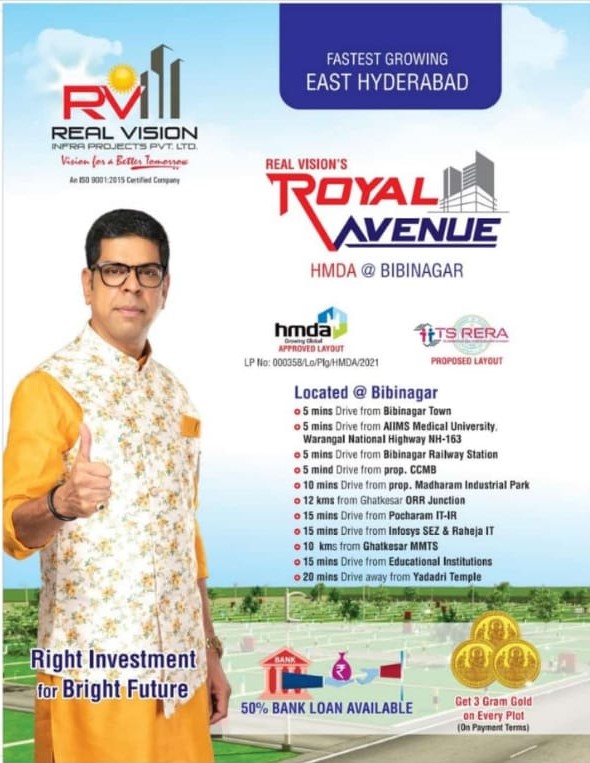 FASTEST GROWING
EAST HYDERABAD
RV
REAL VISION
INFRA PROJECTS PVT. LTD.
Vision for a Better Tomorrow
An ISO 9001:2015 Certified Company
REAL VISION'S
ROYAL
AVENUE
HMDA @ BIBINAGAR
hmda
Growing Global
APPROVED LAYOUT
LP No: 000358/Lo/Plg/HMDA/2021
TS RERA
PROPOSED LAYOUT
Located @ Bibinagar
5 mins Drive from Bibinagar Town
5 mins Drive from AIIMS Medical University,
Warangal National Highway NH-163
5 mins Drive from Bibinagar Railway Station
5 mind Drive from prop. CCMB
10 mins Drive from prop. Madharam Industrial Park
12 kms from Ghatkesar ORR Junction
15 mins Drive from Pocharam IT-IR
15 mins Drive from Infosys SEZ & Raheja IT
10 kms from Ghatkesar MMTS
15 mins Drive from Educational Institutions
20 mins Drive away from Yadadri Temple
Right Investment
for Bright Future
BANK
₹
50% BANK LOAN AVAILABLE
Get 3 Gram Gold
on Every Plot
(On Payment Terms)